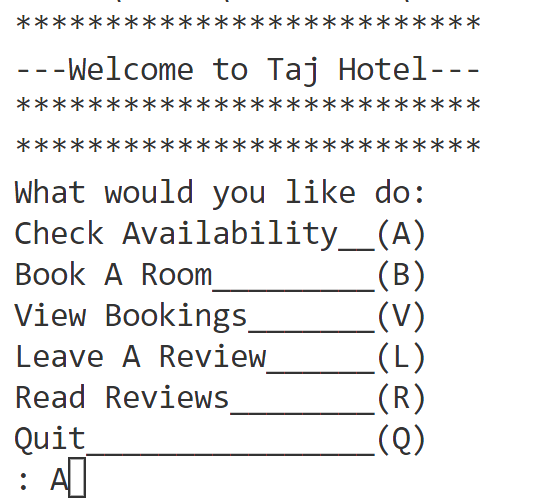 **************************
---Welcome to Taj Hotel---
**************************
**************************
What would you like do:
Check Availability__(A)
Book A Room_________(B)
View Bookings_______(V)
Leave A Review______(L)
Read Reviews________(R)
Quit________________(Q)
: A